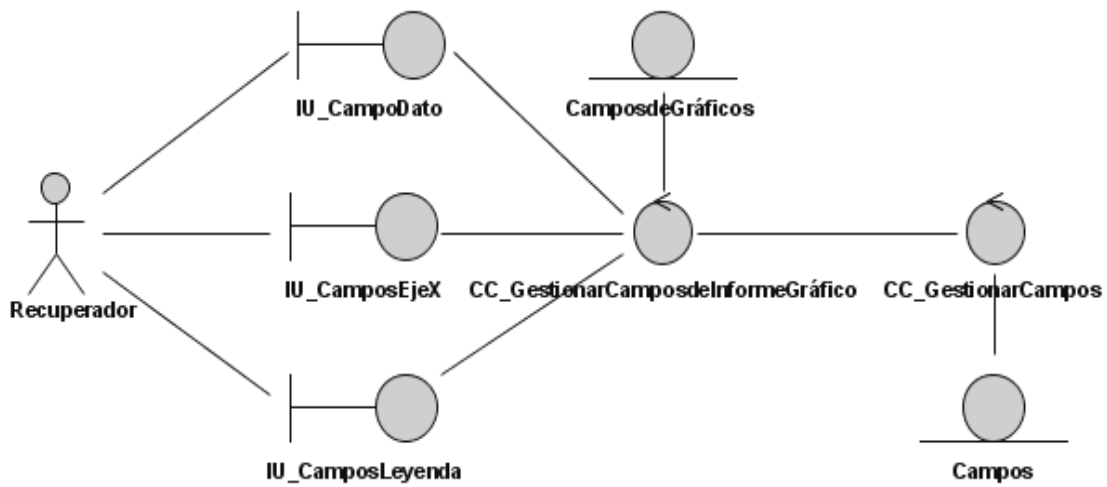 IU_CampoDato
CamposdeGráficos
Recuperador
IU_CamposEjeX
CC_GestionarCamposdeInformeGráfico
CC_GestionarCampos
IU_CamposLeyenda
Campos